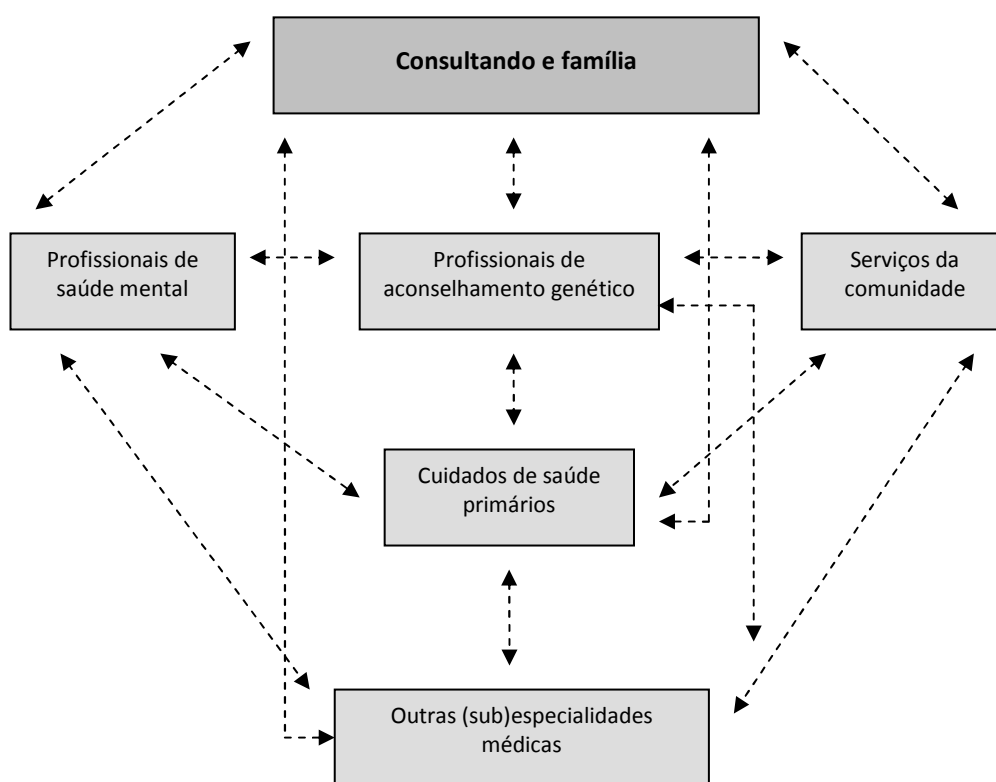 Consultando e família
Profissionais de
saúde mental
Profissionais de
aconselhamento genético
Serviços da
comunidade
Cuidados de saúde
primários
Outras (sub)especialidades
médicas